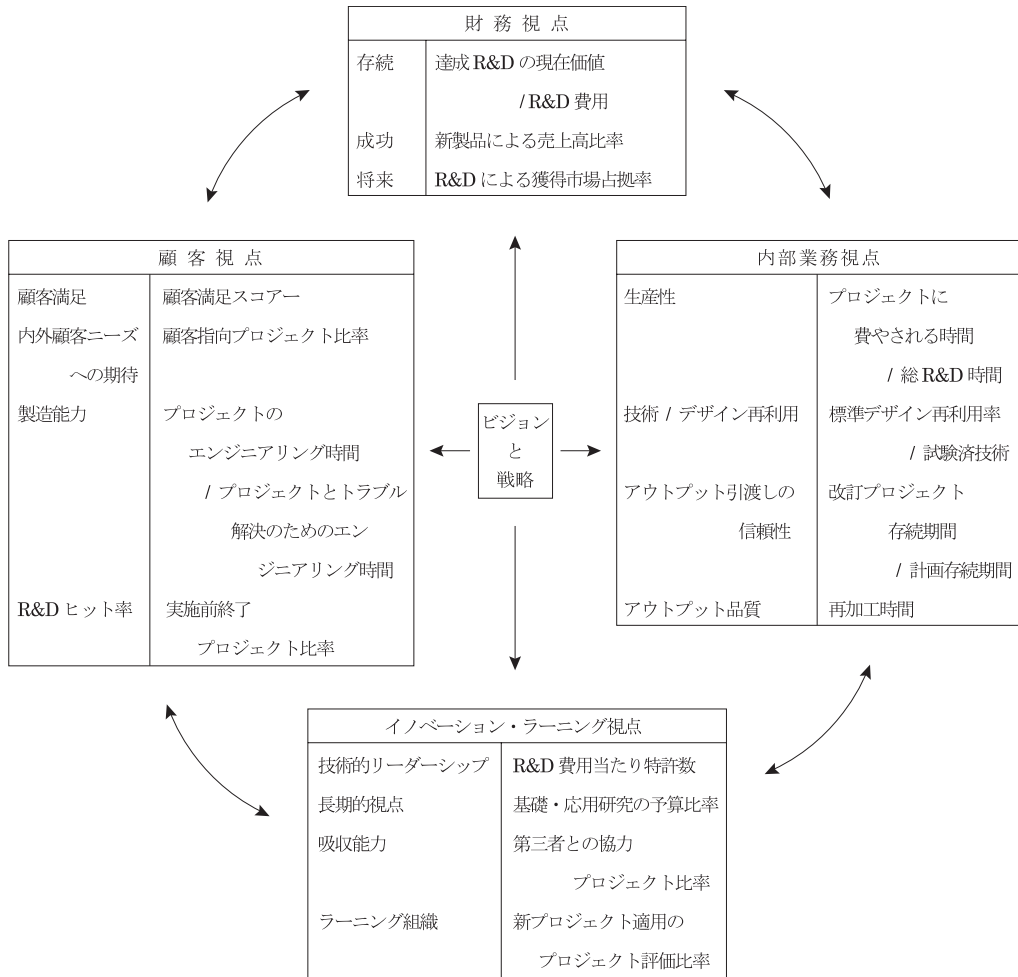 財務視点
存続 達成R&Dの現在価値
/R&D費用
成功 新製品による売上高比率
将来 R&Dによる獲得市場占拠率
顧客視点
顧客満足 顧客満足スコアー
内外顧客ニーズ 顧客指向プロジェクト比率
への期待
製造能力 プロジェクトの
エンジニアリング時間
/ プロジェクトとトラブル
解決のためのエン
ジニアリング時間
R&Dヒット率 実施前終了
プロジェクト比率
ビジョン
と
戦略
内部業務視点
生産性 プロジェクトに
費やされる時間
/ 総R&D時間
技術 / デザイン再利用 標準デザイン再利用率
/ 試験済技術
アウトプット引渡しの 改訂プロジェクト
信頼性 存続期間
/ 計画存続期間
アウトプット品質 再加工時間
イノベーション・ラーニング視点
技術的リーダーシップ R&D費用当たり特許数
長期的視点 基礎・応用研究の予算比率
吸収能力 第三者との協力
プロジェクト比率
ラーニング組織 新プロジェクト適用の
プロジェクト評価比率